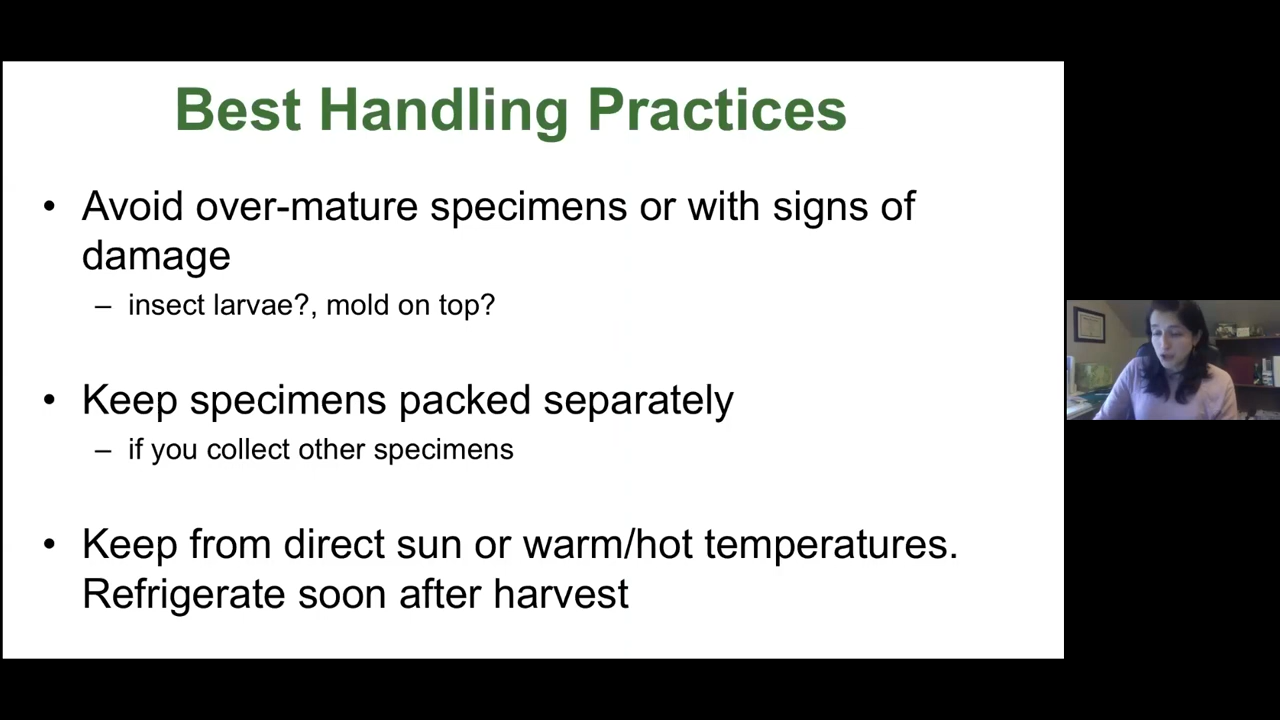 Best Handling Practices
• Avoid over-mature specimens or with signs of
damage
– insect larvae?, mold on top?
• Keep specimens packed separately
– if you collect other specimens
• Keep from direct sun or warm/hot temperatures.
Refrigerate soon after harvest